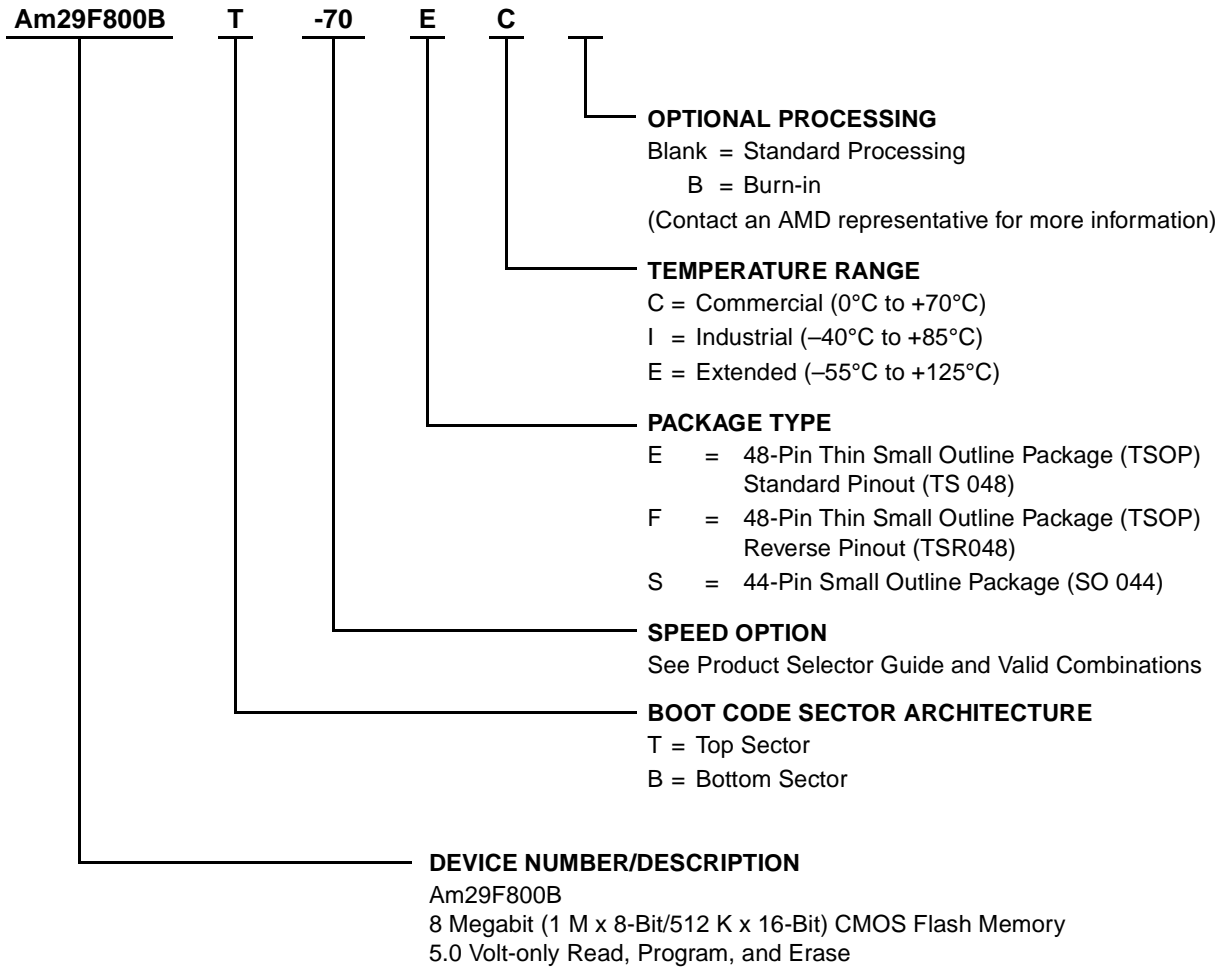 Am29F800B T -70 E C
OPTIONAL PROCESSING
Blank = Standard Processing
B = Burn-in
(Contact an AMD representative for more information)
TEMPERATURE RANGE
C = Commercial (0°C to +70°C)
I = Industrial (–40°C to +85°C)
E = Extended (–55°C to +125°C)
PACKAGE TYPE
E = 48-Pin Thin Small Outline Package (TSOP)
Standard Pinout (TS 048)
F = 48-Pin Thin Small Outline Package (TSOP)
Reverse Pinout (TSR048)
S = 44-Pin Small Outline Package (SO 044)
SPEED OPTION
See Product Selector Guide and Valid Combinations
BOOT CODE SECTOR ARCHITECTURE
T = Top Sector
B = Bottom Sector
DEVICE NUMBER/DESCRIPTION
Am29F800B
8 Megabit (1 M x 8-Bit/512 K x 16-Bit) CMOS Flash Memory
5.0 Volt-only Read, Program, and Erase